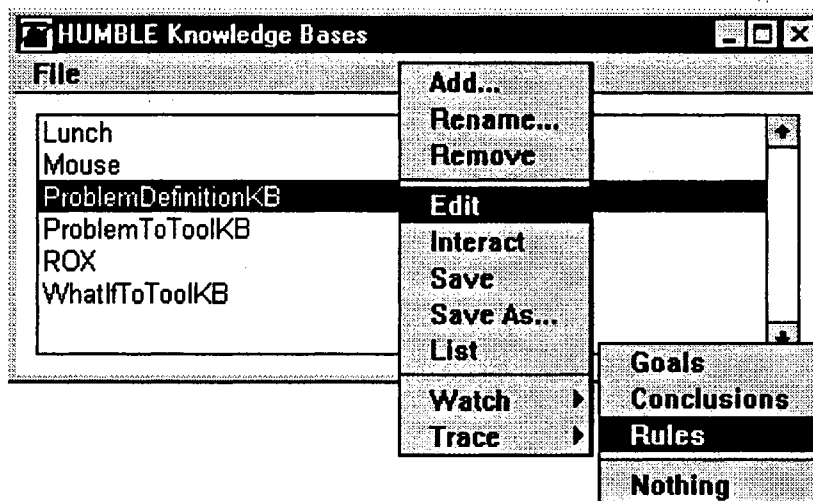 HUMBLE Knowledge Bases
File
Lunch
Mouse
ProblemDefinitionKB
ProblemToToolKB
ROX
WhatIfToToolKB
Add...
Rename...
Remove
Edit
Interact
Save
Save As...
List
Watch
Trace
Goals
Conclusions
Rules
Nothing